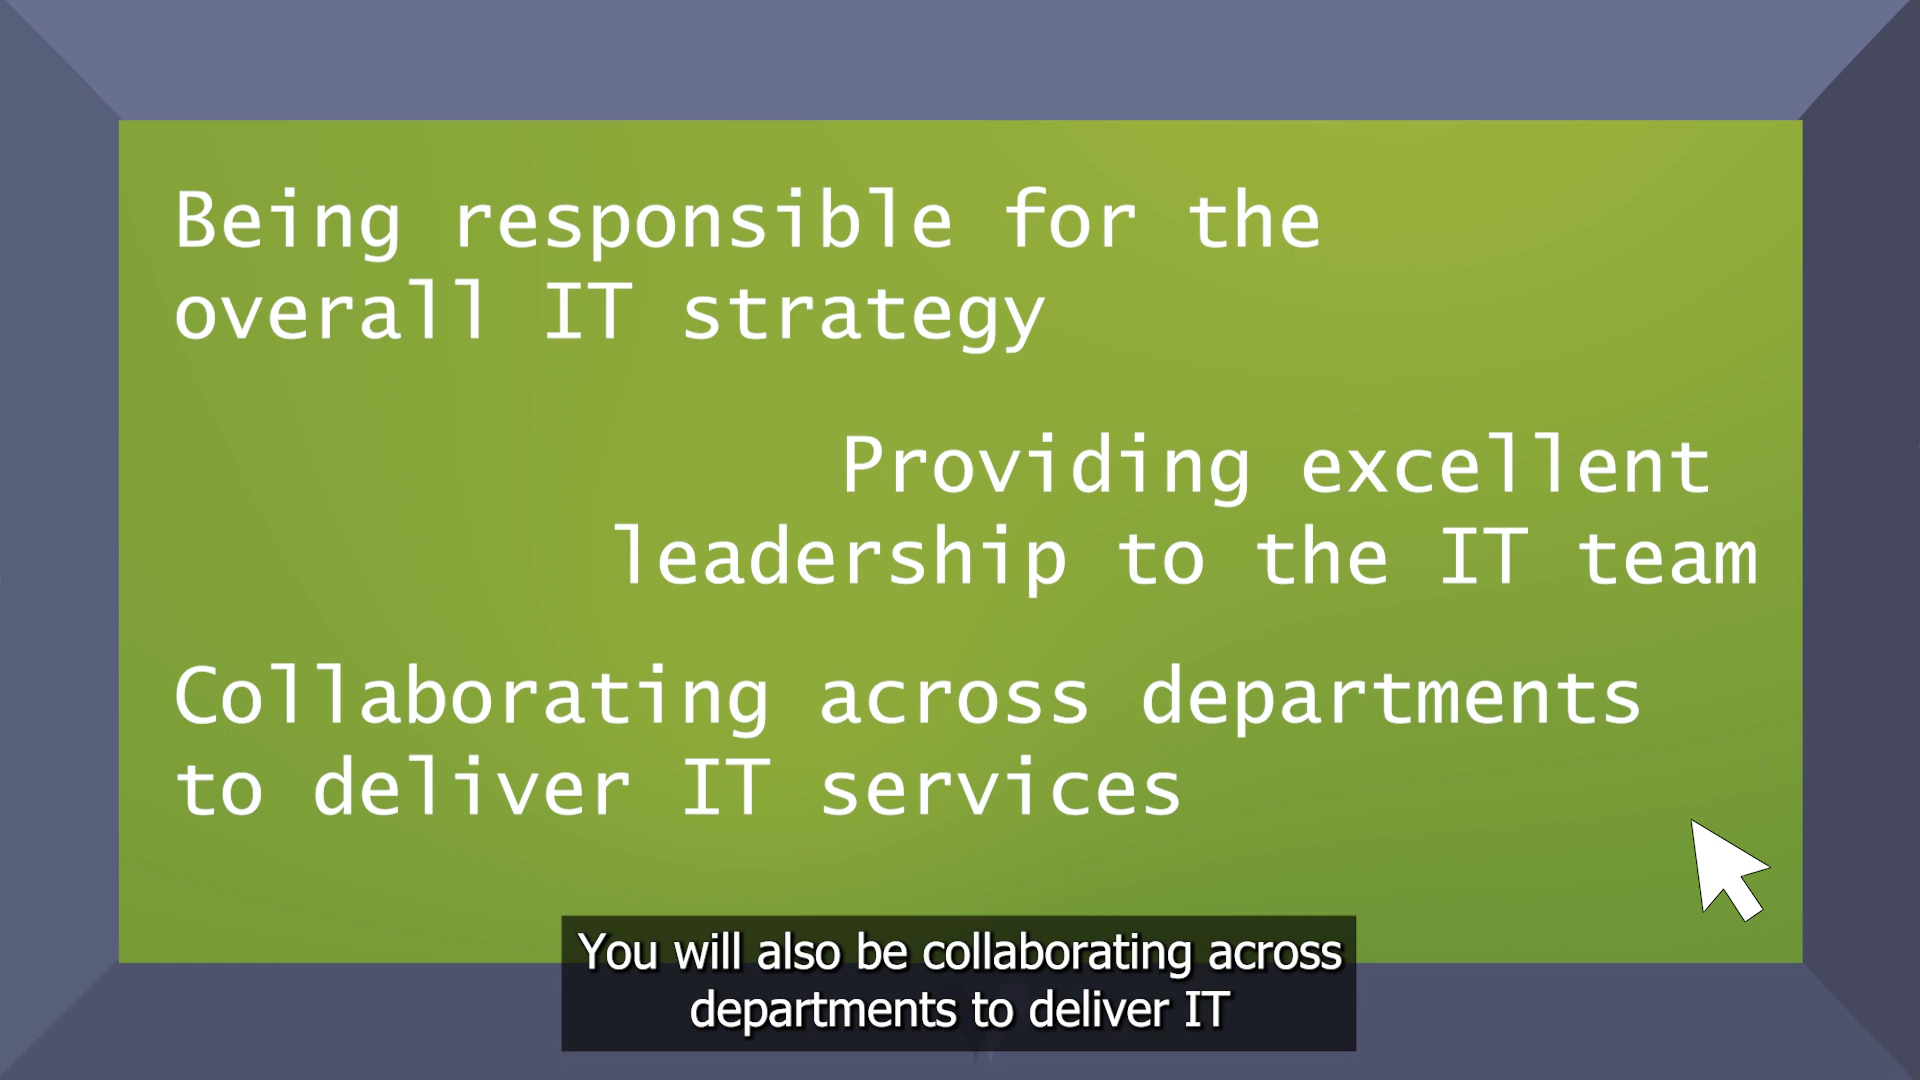 Being responsible for the
overall IT strategy
Providing excellent
leadership to the IT team
Collaborating across departments
to deliver IT services
You will also be collaborating across
departments to deliver IT